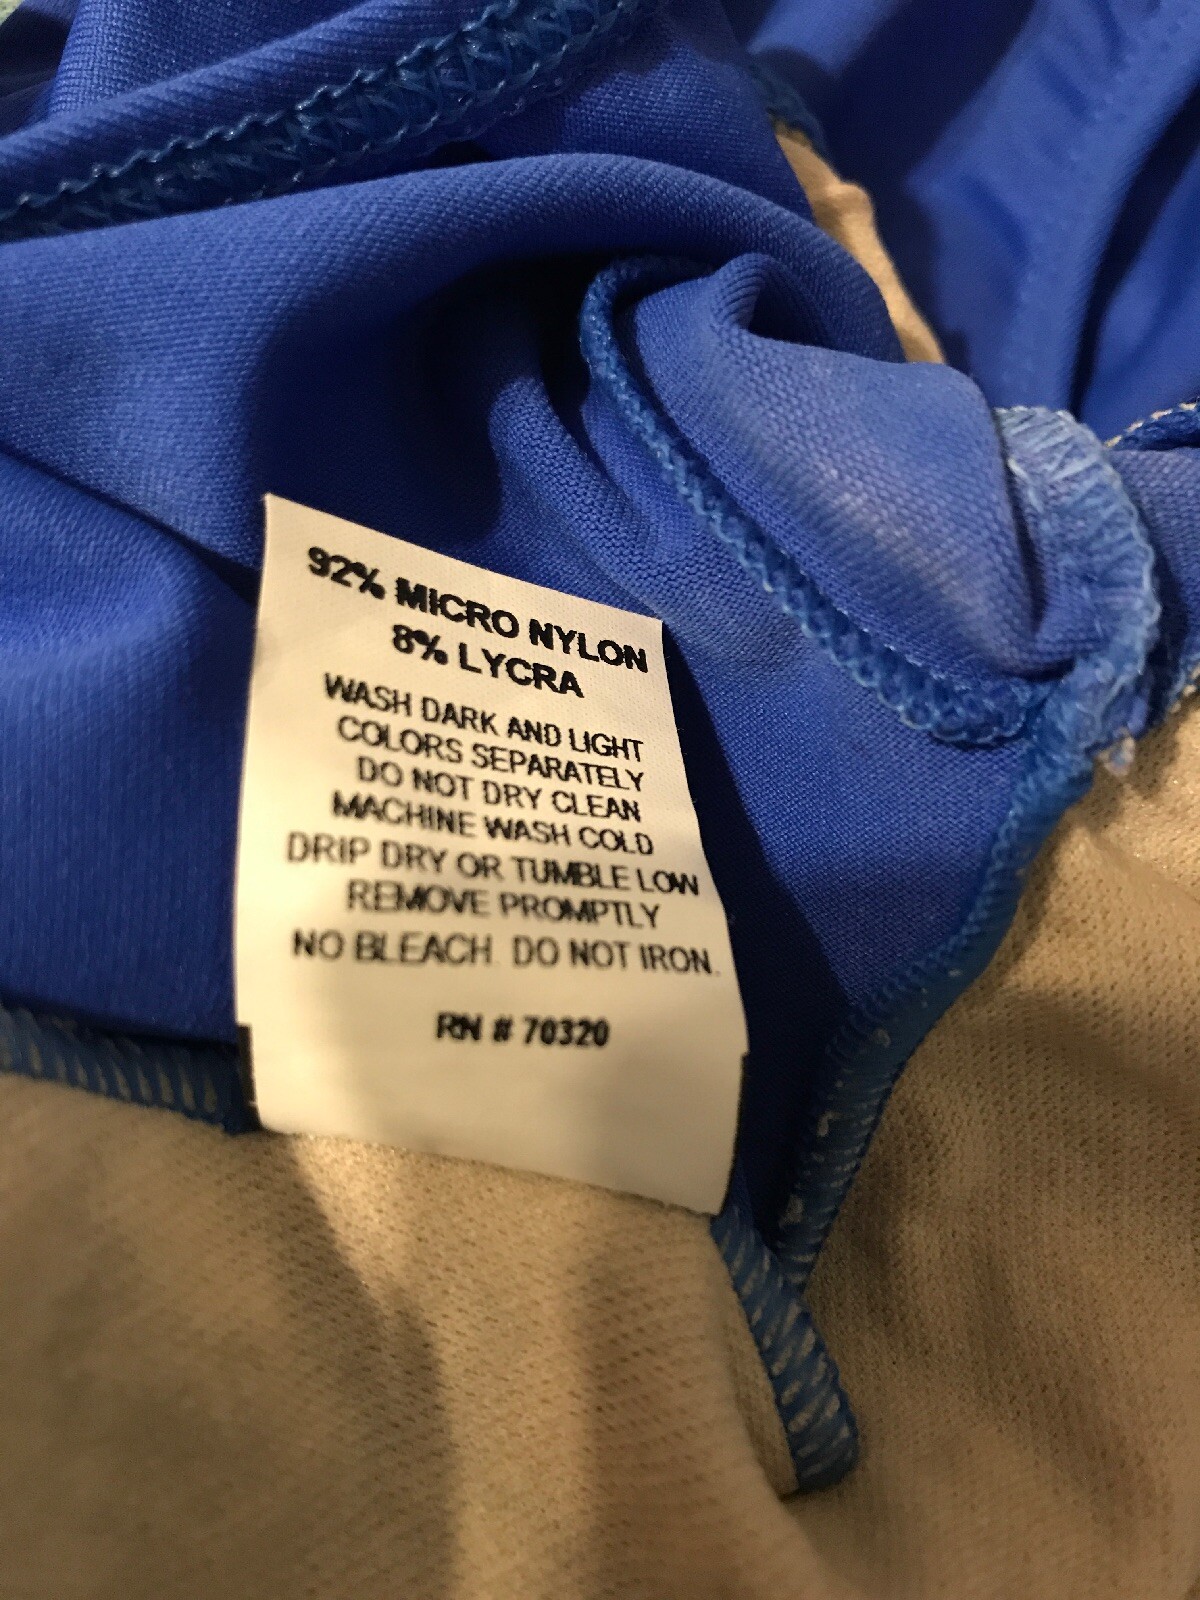 92% MICRO NYLON
8% LYCRA
WASH DARK AND LIGHT
COLORS SEPARATELY
DO NOT DRY CLEAN
MACHINE WASH COLD
DRIP DRY OR TUMBLE LOW
REMOVE PROMPTLY
NO BLEACH. DO NOT IRON.
RN # 70320